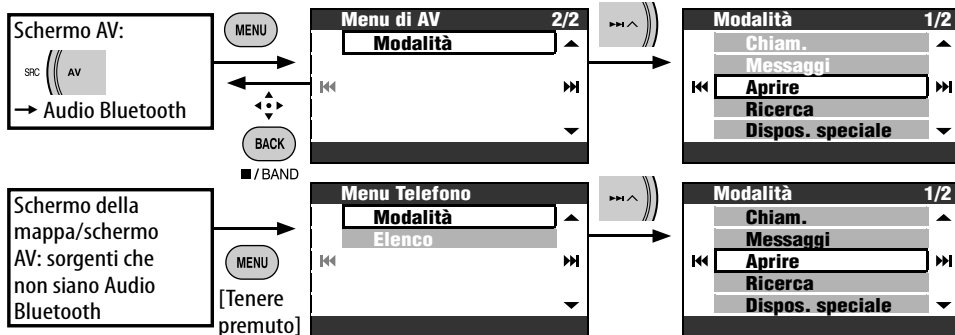 Schermo AV:
SRC AV
→ Audio Bluetooth
MENU
BACK
■/BAND
Menu di AV 2/2
Modalità
Modalità 1/2
Chiam.
Messaggi
Aprire
Ricerca
Dispos. speciale
Schermo della
mappa/schermo
AV: sorgenti che
non siano Audio
Bluetooth
MENU
[Tenere
premuto]
Menu Telefono
Modalità
Elenco
Modalità 1/2
Chiam.
Messaggi
Aprire
Ricerca
Dispos. speciale